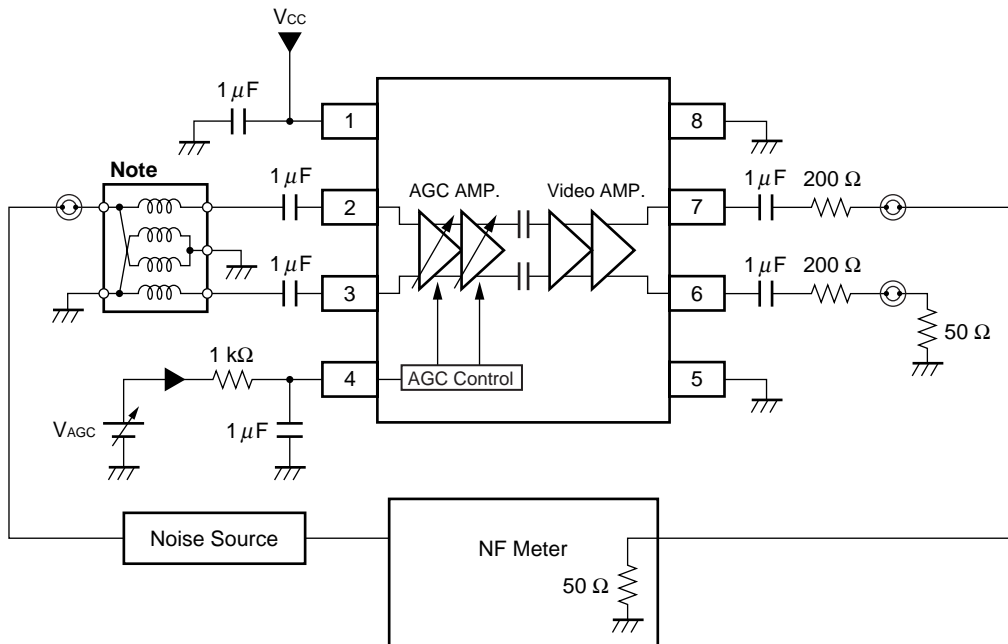 VCC
1 μF
1
8
Note
1 μF
2
AGC AMP.
Video AMP.
7
1 μF
200 Ω
1 μF
3
6
1 μF
200 Ω
50 Ω
1 kΩ
4
AGC Control
5
VAGC
1 μF
Noise Source
NF Meter
50 Ω